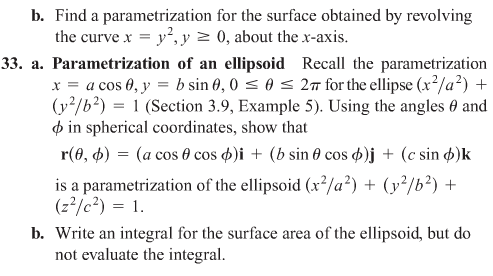 b. Find a parametrization for the surface obtained by revolving
the curve x = y², y ≥ 0, about the x-axis.
33. a. Parametrization of an ellipsoid Recall the parametrization
x = a cos θ, y = b sin θ, 0 ≤ θ ≤ 2π for the ellipse (x²/a²) +
(y²/b²) = 1 (Section 3.9, Example 5). Using the angles θ and
ϕ in spherical coordinates, show that
r(θ, ϕ) = (a cos θ cos ϕ)i + (b sin θ cos ϕ)j + (c sin ϕ)k
is a parametrization of the ellipsoid (x²/a²) + (y²/b²) +
(z²/c²) = 1.
b. Write an integral for the surface area of the ellipsoid, but do
not evaluate the integral.